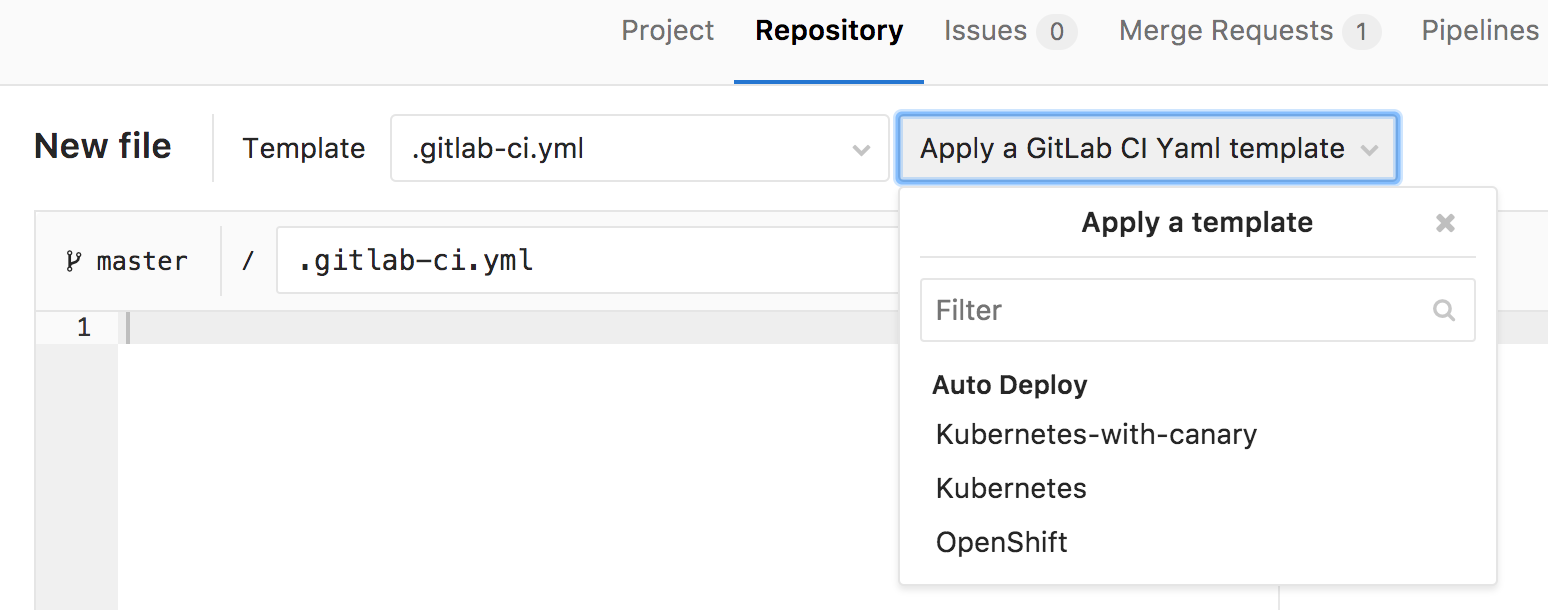 Project Repository Issues 0 Merge Requests 1 Pipelines
New file Template .gitlab-ci.yml Apply a GitLab CI Yaml template
Apply a template
master / .gitlab-ci.yml
Filter
1
Auto Deploy
Kubernetes-with-canary
Kubernetes
OpenShift